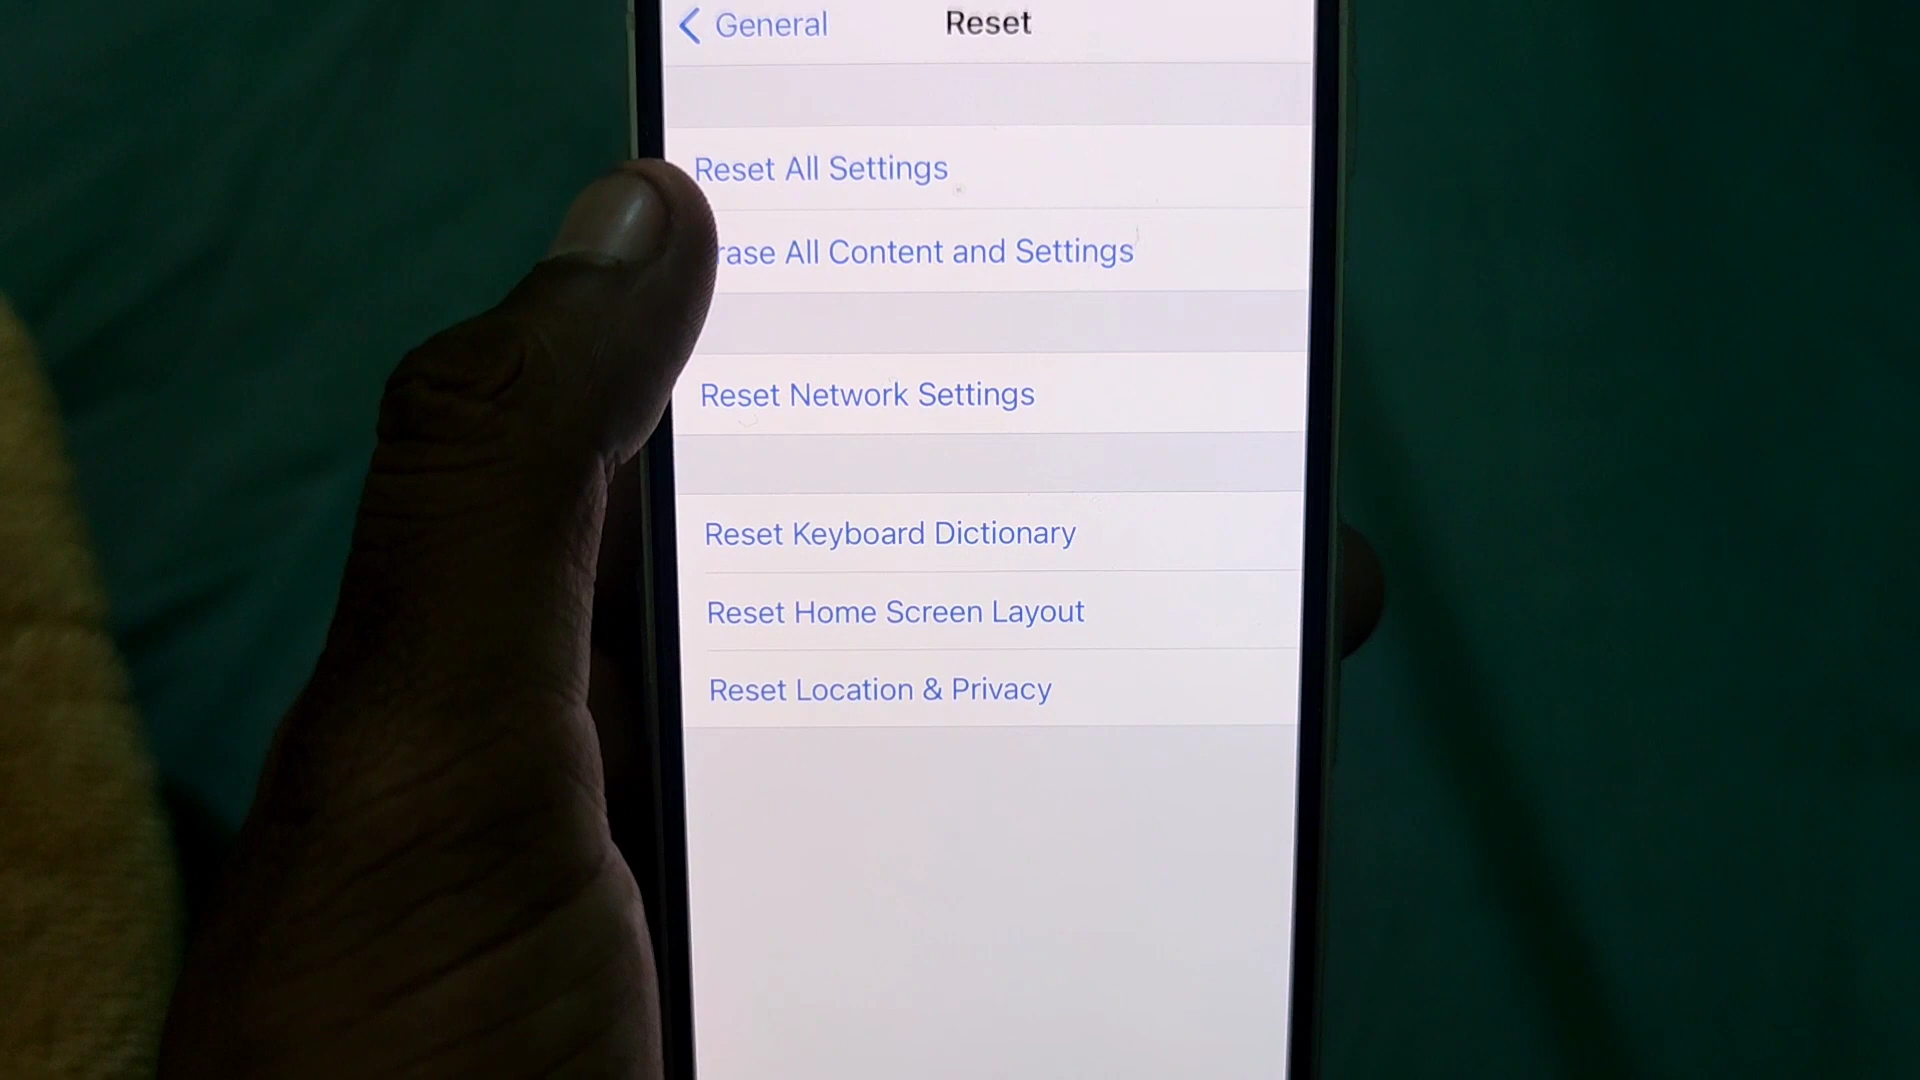 General
Reset
Reset All Settings
rase All Content and Settings
Reset Network Settings
Reset Keyboard Dictionary
Reset Home Screen Layout
Reset Location & Privacy